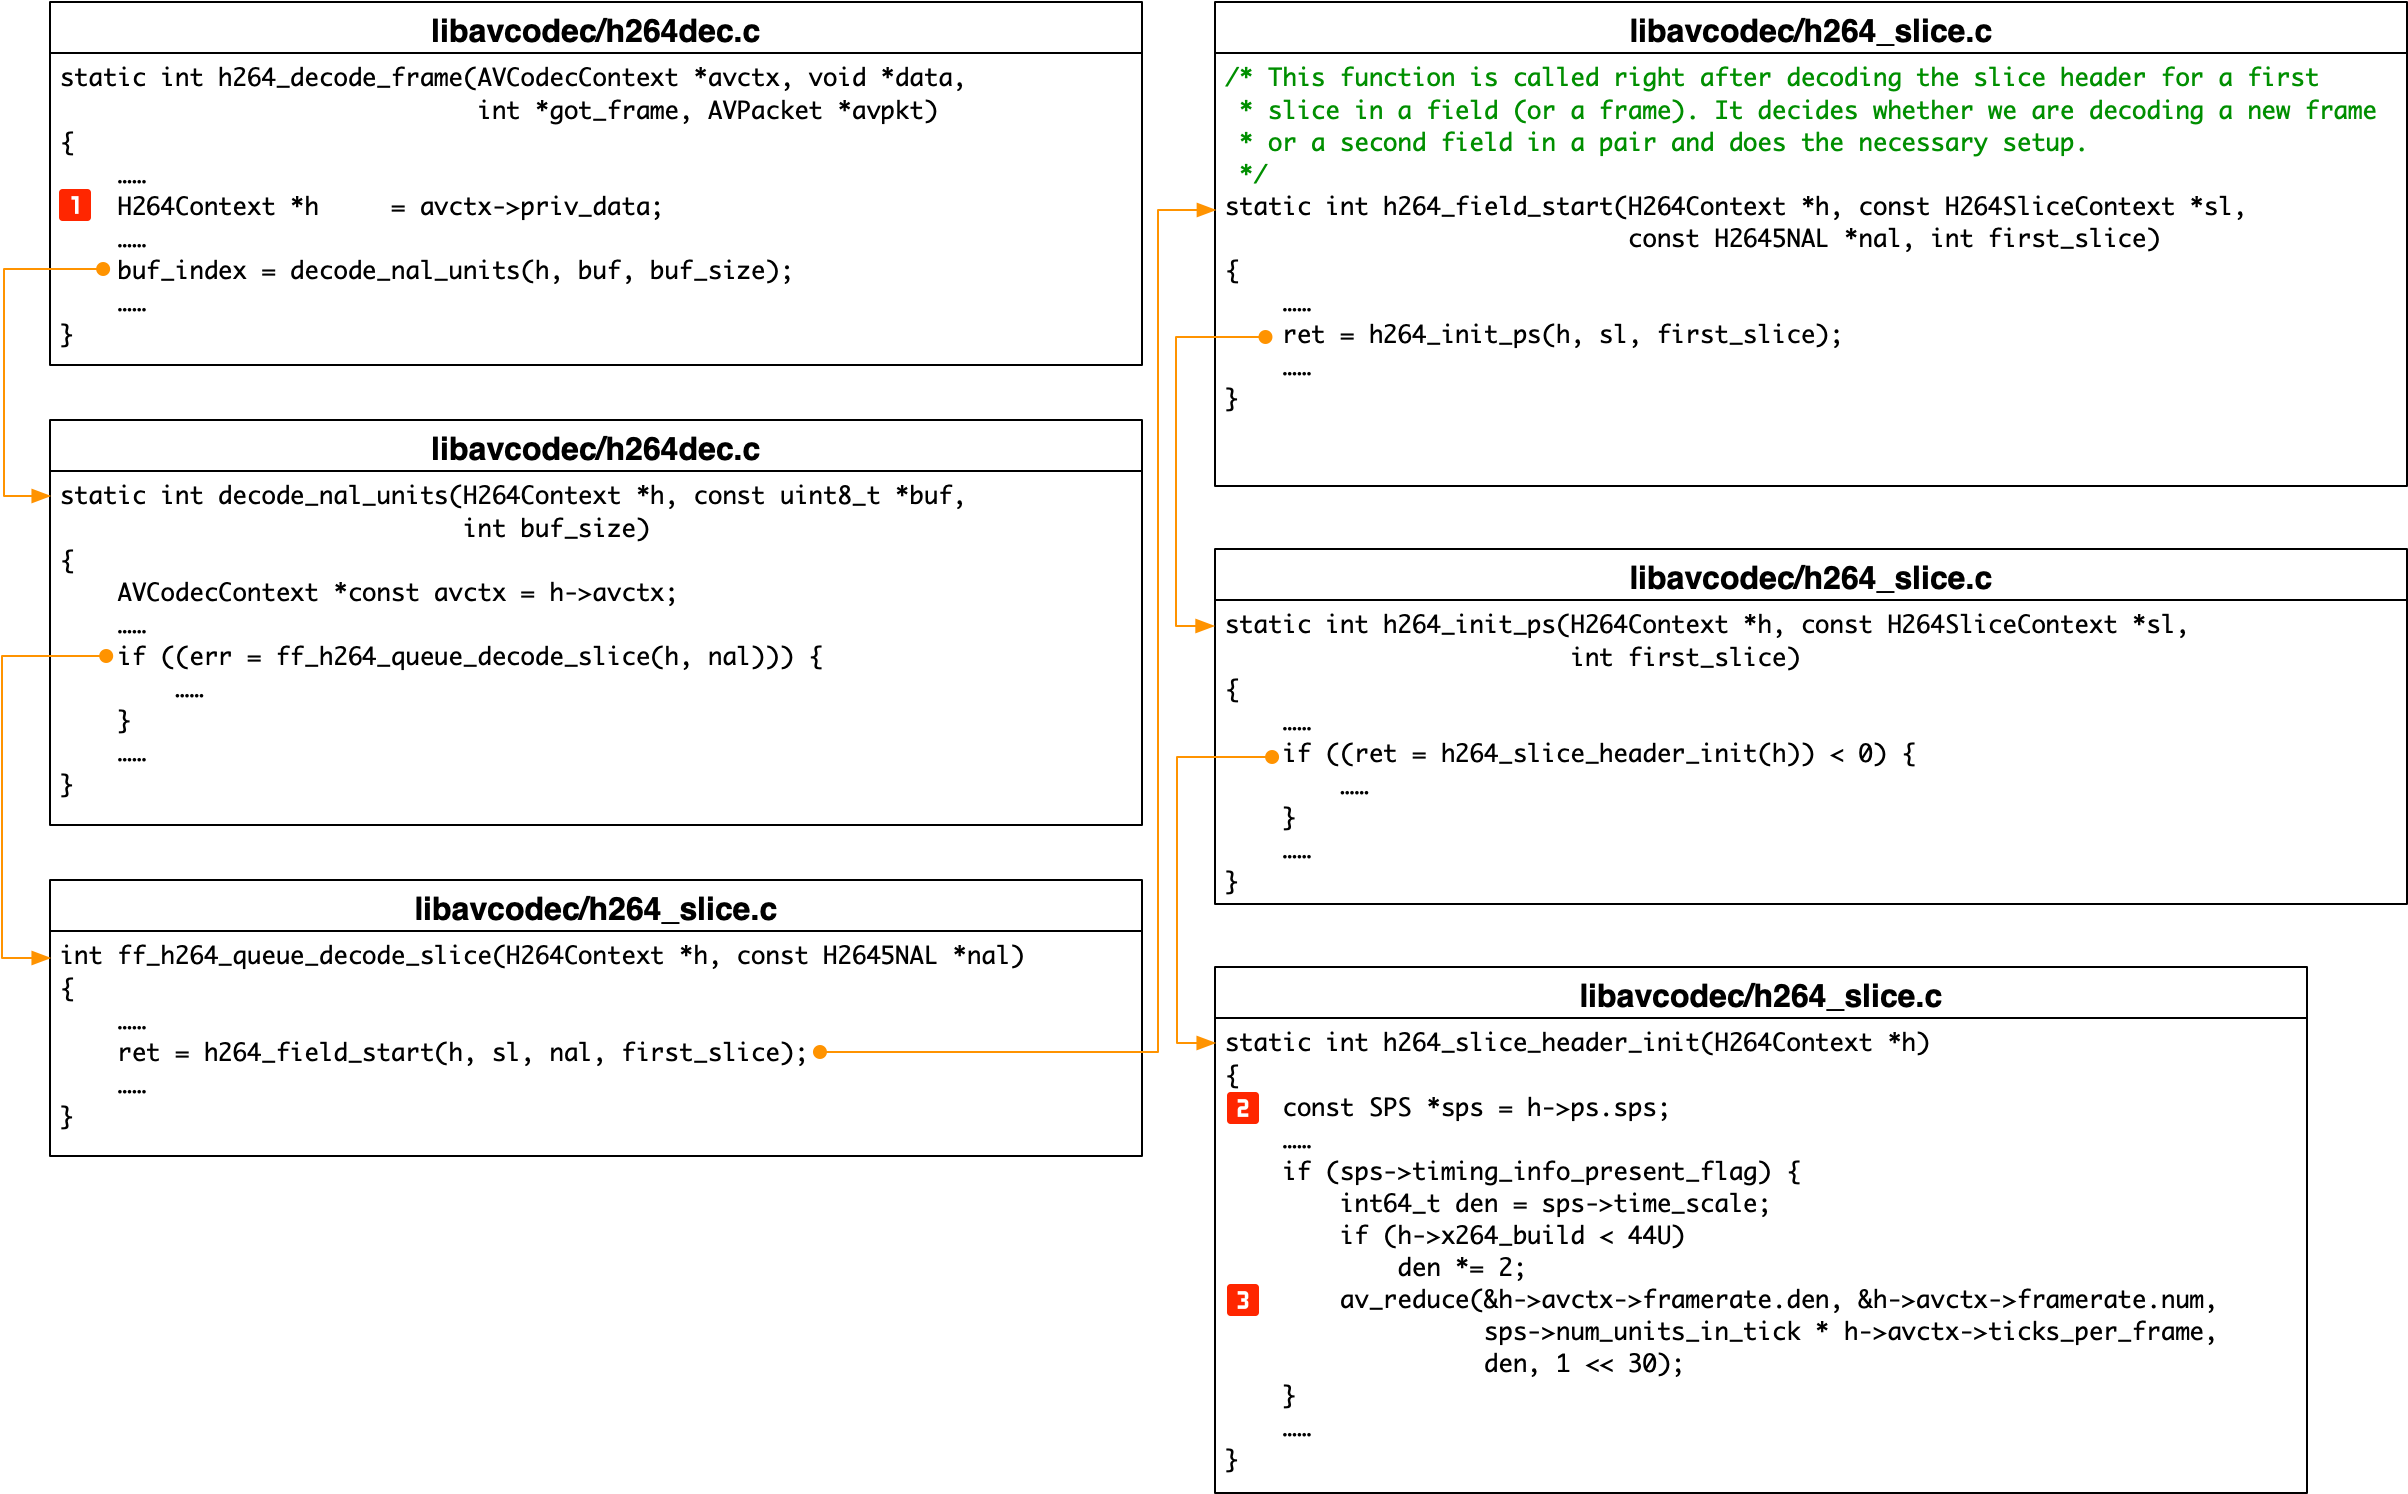 libavcodec/h264dec.c
static int h264_decode_frame(AVCodecContext *avctx, void *data,
                             int *got_frame, AVPacket *avpkt)
{
    ……
1   H264Context *h     = avctx->priv_data;
    ……
    buf_index = decode_nal_units(h, buf, buf_size);
    ……
}
libavcodec/h264dec.c
static int decode_nal_units(H264Context *h, const uint8_t *buf,
                            int buf_size)
{
    AVCodecContext *const avctx = h->avctx;
    ……
    if ((err = ff_h264_queue_decode_slice(h, nal))) {
        ……
    }
    ……
}
libavcodec/h264_slice.c
int ff_h264_queue_decode_slice(H264Context *h, const H2645NAL *nal)
{
    ……
    ret = h264_field_start(h, sl, nal, first_slice);
    ……
}
libavcodec/h264_slice.c
/* This function is called right after decoding the slice header for a first
 * slice in a field (or a frame). It decides whether we are decoding a new frame
 * or a second field in a pair and does the necessary setup.
 */
static int h264_field_start(H264Context *h, const H264SliceContext *sl,
                            const H2645NAL *nal, int first_slice)
{
    ……
    ret = h264_init_ps(h, sl, first_slice);
    ……
}
libavcodec/h264_slice.c
static int h264_init_ps(H264Context *h, const H264SliceContext *sl,
                        int first_slice)
{
    ……
    if ((ret = h264_slice_header_init(h)) < 0) {
        ……
    }
    ……
}
libavcodec/h264_slice.c
static int h264_slice_header_init(H264Context *h)
{
2   const SPS *sps = h->ps.sps;
    ……
    if (sps->timing_info_present_flag) {
        int64_t den = sps->time_scale;
        if (h->x264_build < 44U)
            den *= 2;
3       av_reduce(&h->avctx->framerate.den, &h->avctx->framerate.num,
                  sps->num_units_in_tick * h->avctx->ticks_per_frame,
                  den, 1 << 30);
    }
    ……
}